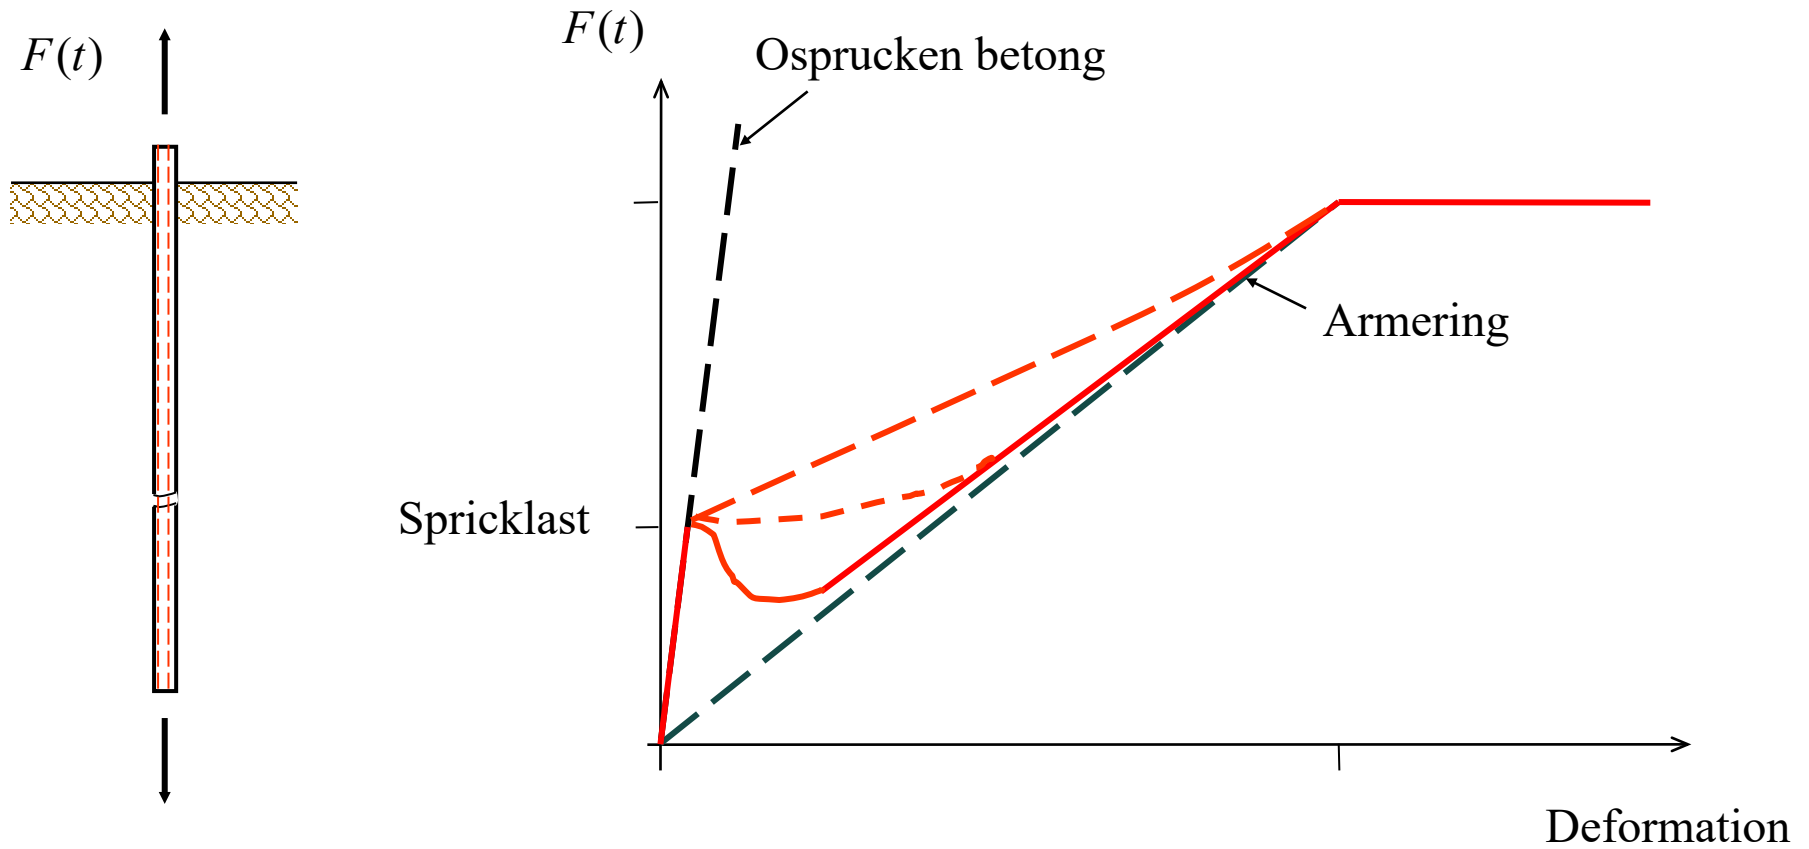 F(t)
F(t)
Osprucken betong
Armering
Spricklast
Deformation